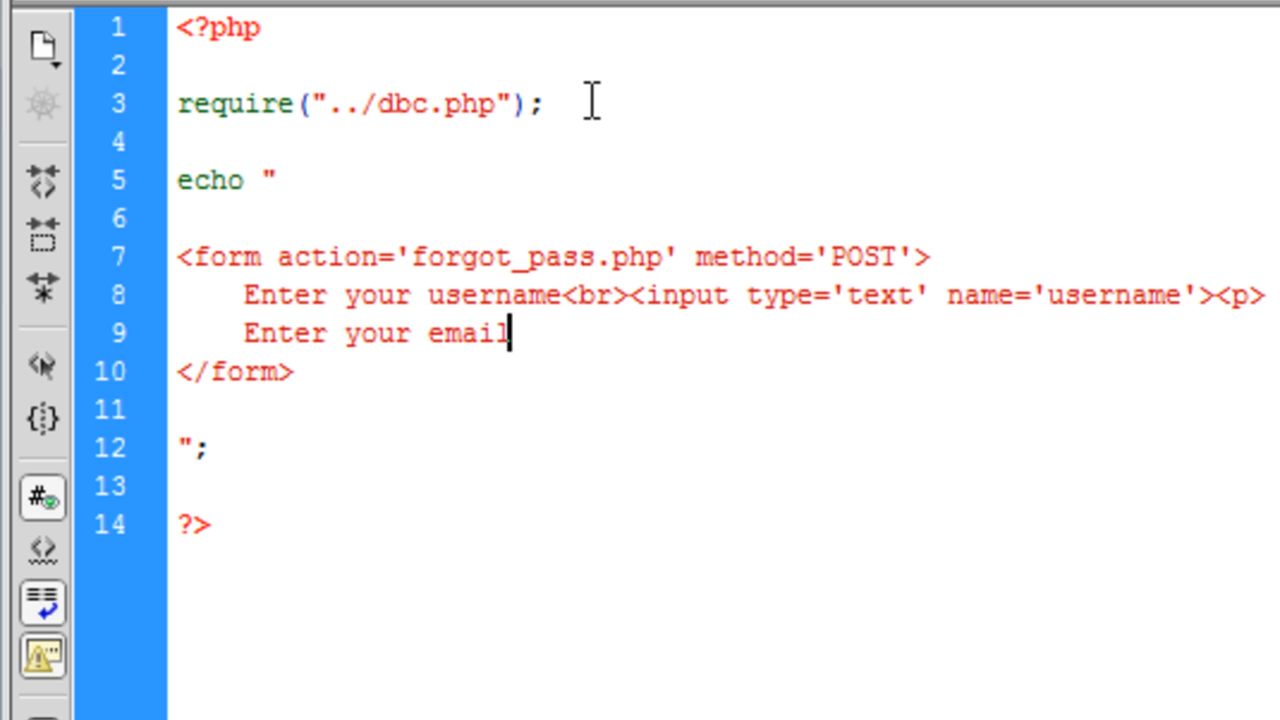 1 <?php
2
3 require("../dbc.php");
4
5 echo "
6
7 <form action='forgot_pass.php' method='POST'>
8     Enter your username<br><input type='text' name='username'><p>
9     Enter your email
10 </form>
11
12 ";
13
14 ?>